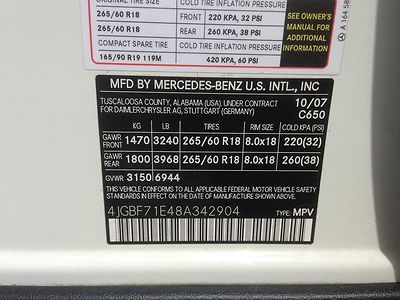 COLD TIRE INFLATION PRESSURE
265/60 R18 FRONT 220 KPA, 32 PSI
265/60 R18 REAR 260 KPA, 38 PSI
COMPACT SPARE TIRE COLD TIRE INFLATION PRESSURE
165/90 R19 119M 420 KPA, 60 PSI
SEE OWNER'S
MANUAL FOR
ADDITIONAL
INFORMATION
A 164 58
MFD BY MERCEDES-BENZ U.S. INTL., INC
TUSCALOOSA COUNTY, ALABAMA (USA). UNDER CONTRACT 10/07
FOR DAIMLERCHRYSLER AG, STUTTGART (GERMANY) C650
KG LB TIRES RIM SIZE COLD KPA(PSI)
GAWR FRONT 1470 3240 265/60 R18 8.0x18 220(32)
GAWR REAR 1800 3968 265/60 R18 8.0x18 260(38)
GVWR 3150 6944
THIS VEHICLE CONFORMS TO ALL APPLICABLE FEDERAL MOTOR VEHICLE SAFETY
STANDARDS IN EFFECT ON THE DATE OF MANUFACTURE SHOWN ABOVE.
4JGBF71E48A342904 TYPE: MPV